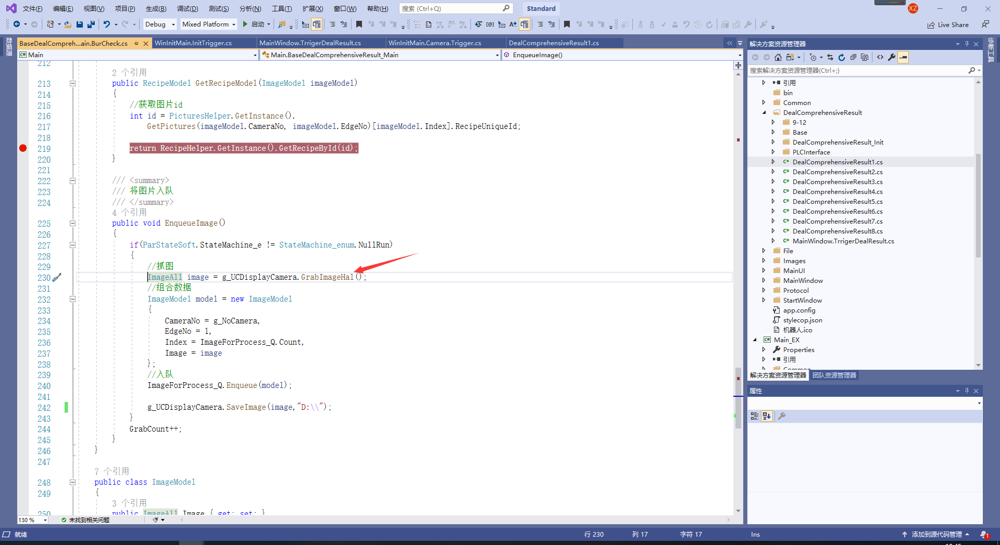 文件(F) 编辑(E) 视图(V) 项目(P) 生成(B) 调试(D) 测试(S) 分析(N) 工具(T) 扩展(X) 窗口(W) 帮助(H) 搜索 (Ctrl+Q) Standard XZ
Debug Mixed Platform 启动 Live Share
数据源
BaseDealCompreh...ain.BurCheck.cs WinInitMain.InitTrigger.cs MainWindow.TrrigerDealResult.cs WinInitMain.Camera.Trigger.cs DealComprehensiveResult1.cs
Main Main.BaseDealComprehensiveResult_Main EnqueueImage()
212
2 个引用
213 public RecipeModel GetRecipeModel(ImageModel imageModel)
214 {
215 //获取图片id
216 int id = PicturesHelper.GetInstance().
217 GetPictures(imageModel.CameraNo, imageModel.EdgeNo)[imageModel.Index].RecipeUniqueId;
218
219 return RecipeHelper.GetInstance().GetRecipeById(id);
220 }
221
222 /// <summary>
223 /// 将图片入队
224 /// </summary>
4 个引用
225 public void EnqueueImage()
226 {
227 if(ParStateSoft.StateMachine_e != StateMachine_enum.NullRun)
228 {
229 //抓图
230 ImageAll image = g_UCDisplayCamera.GrabImageHal();
231 //组合数据
232 ImageModel model = new ImageModel
233 {
234 CameraNo = g_NoCamera,
235 EdgeNo = 1,
236 Index = ImageForProcess_Q.Count,
237 Image = image
238 };
239 //入队
240 ImageForProcess_Q.Enqueue(model);
241
242 g_UCDisplayCamera.SaveImage(image,"D:\\");
243 }
244 GrabCount++;
245 }
246 }
247
7 个引用
248 public class ImageModel
249 {
3 个引用
250 public ImageAll Image { get; set; }
130 % 未找到相关问题
解决方案资源管理器
搜索解决方案资源管理器(Ctrl+;)
引用
bin
Common
DealComprehensiveResult
9-12
Base
DealComprehensiveResult_Init
PLCInterface
DealComprehensiveResult1.cs
DealComprehensiveResult2.cs
DealComprehensiveResult3.cs
DealComprehensiveResult4.cs
DealComprehensiveResult5.cs
DealComprehensiveResult6.cs
DealComprehensiveResult7.cs
DealComprehensiveResult8.cs
MainWindow.TrrigerDealResult.cs
File
Images
MainUI
MainWindow
Protocol
StartWindow
app.config
stylecop.json
机器人.ico
Main_EX
Properties
引用
Common
解决方案资源管理器 团队资源管理器
属性
诊断工具
就绪 行 230 列 17 字符 17 Ins 添加到源代码管理 1